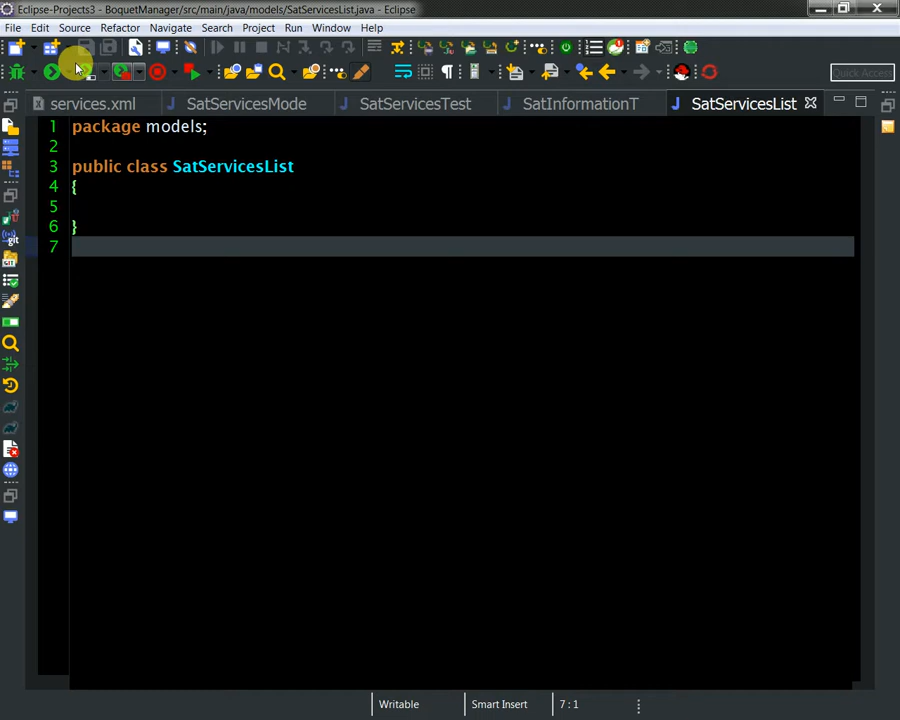 Eclipse-Projects3 - BoquetManager/src/main/java/models/SatServicesList.java - Eclipse
File Edit Source Refactor Navigate Search Project Run Window Help
Quick Access
services.xml SatServicesMode SatServicesTest SatInformationT SatServicesList
1 package models;
2
3 public class SatServicesList
4 {
5
6 }
7
git
Writable Smart Insert 7 : 1